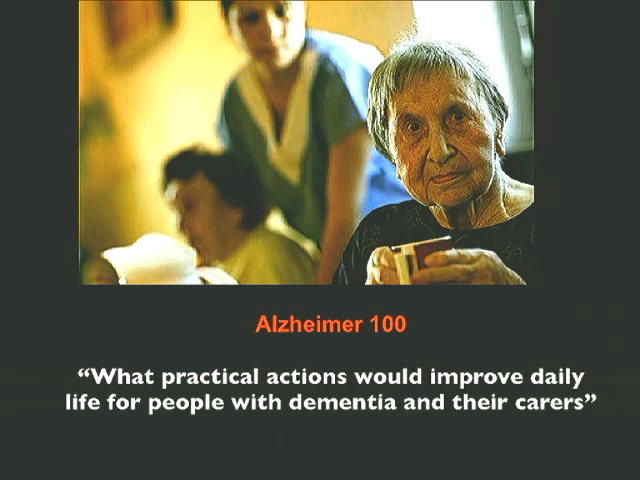 Alzheimer 100
“What practical actions would improve daily
life for people with dementia and their carers”